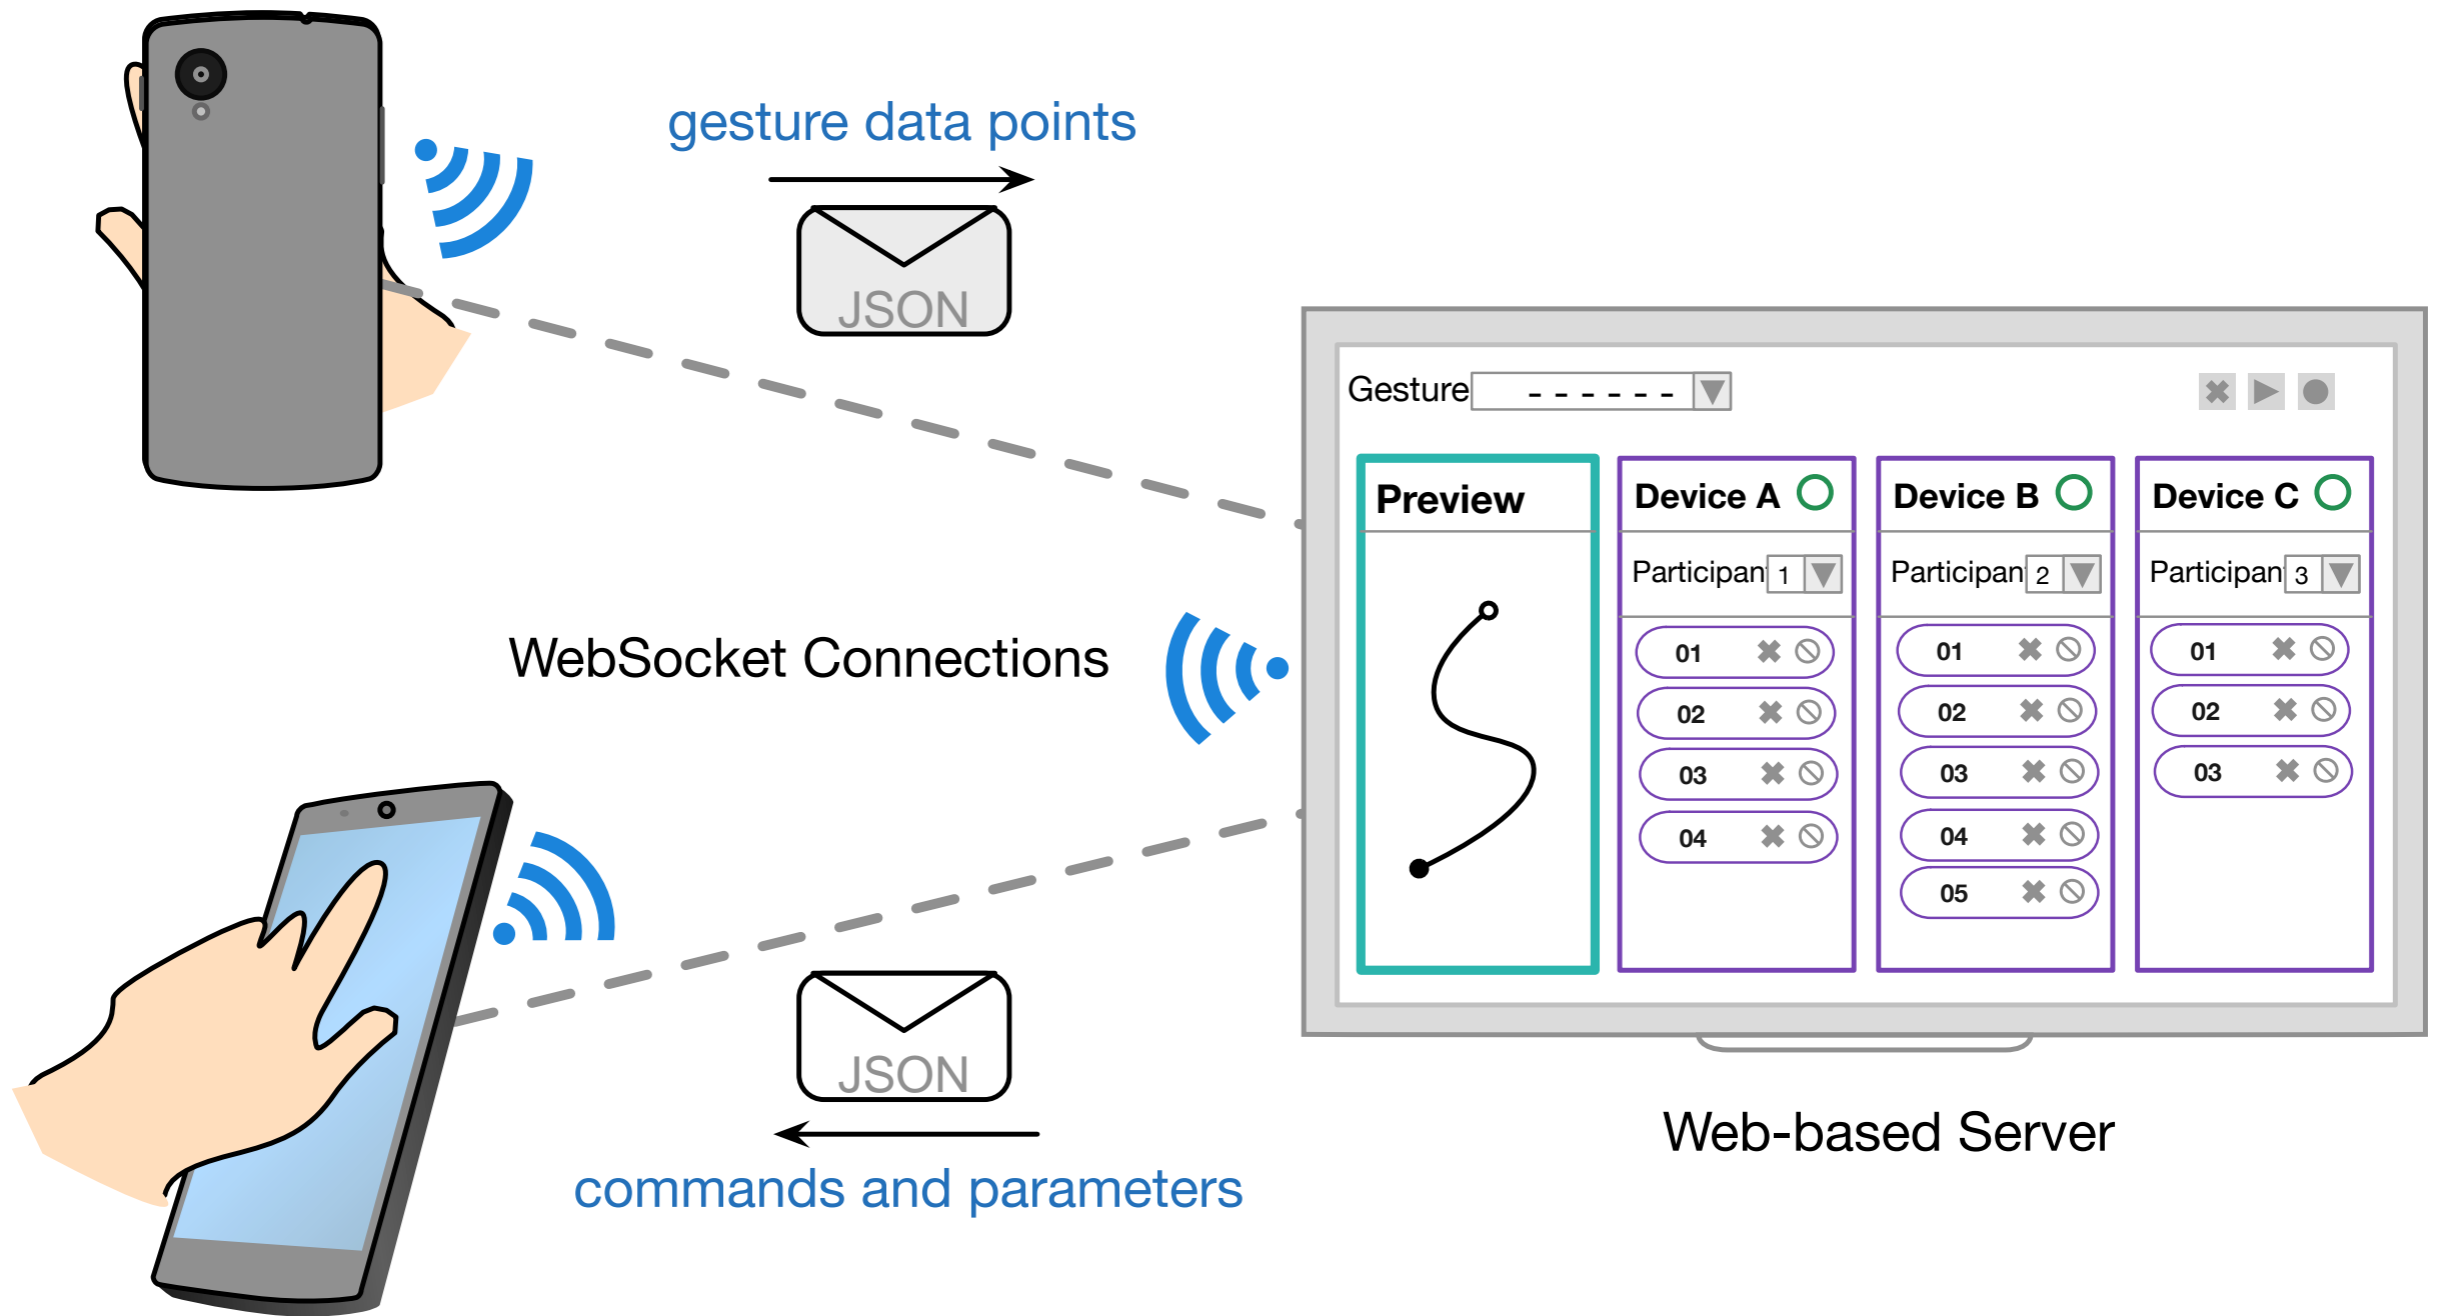 gesture data points
JSON
WebSocket Connections
JSON
commands and parameters
Gesture - - - - - -
Preview
Device A
Participant 1
01
02
03
04
Device B
Participan 2
01
02
03
04
05
Device C
Participan 3
01
02
03
Web-based Server